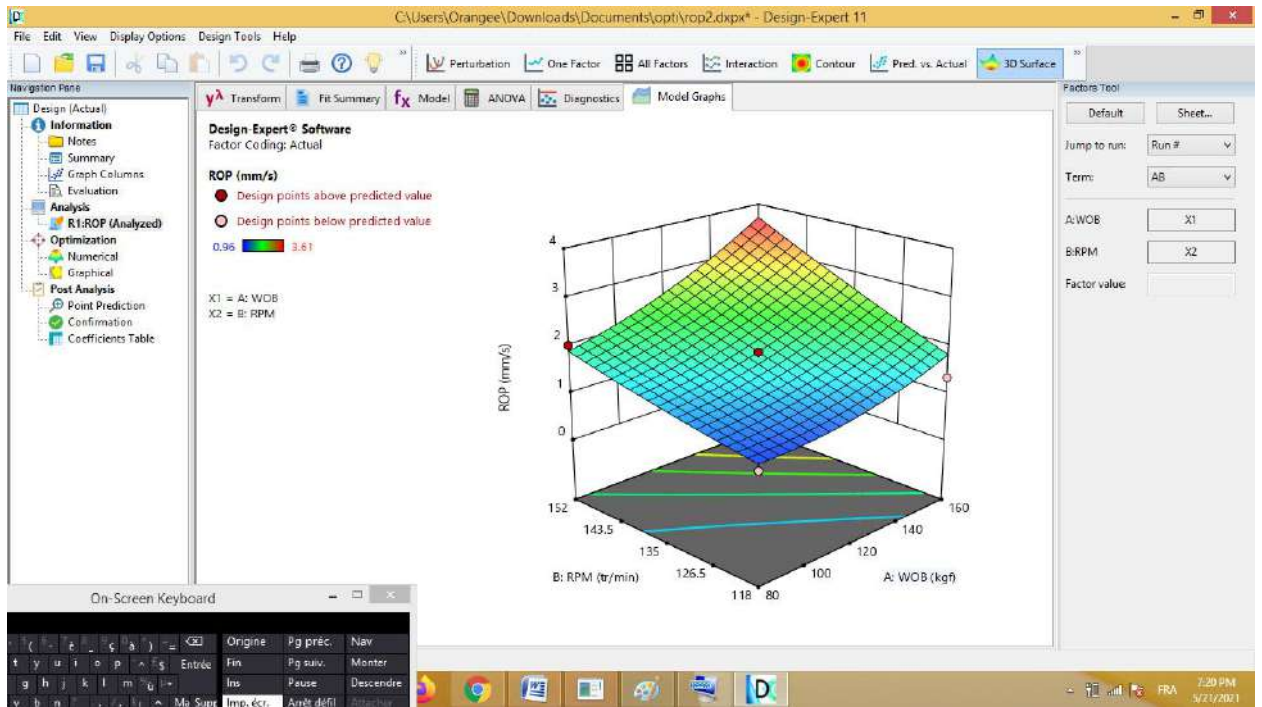 C:\Users\Orangee\Downloads\Documents\opti\rop2.dxpx* - Design-Expert 11
File Edit View Display Options Design Tools Help
Perturbation One Factor All Factors Interaction Contour Pred. vs. Actual 3D Surface
Navigation Pane
Design (Actual)
Information
Notes
Summary
Graph Columns
Evaluation
Analysis
R1:ROP (Analyzed)
Optimization
Numerical
Graphical
Post Analysis
Point Prediction
Confirmation
Coefficients Table
yλ Transform Fit Summary fx Model ANOVA Diagnostics Model Graphs
Design-Expert® Software
Factor Coding: Actual
ROP (mm/s)
Design points above predicted value
Design points below predicted value
0.96 3.61
X1 = A: WOB
X2 = B: RPM
4
3
2
1
0
ROP (mm/s)
152
143.5
135
126.5
118
B: RPM (tr/min)
80
100
120
140
160
A: WOB (kgf)
Factors Tool
Default Sheet...
Jump to run: Run #
Term: AB
A:WOB X1
B:RPM X2
Factor value:
On-Screen Keyboard
Origine Pg préc. Nav
t y u i o p ^ $ Entrée Fin Pg suiv. Monter
g h j k l m ù Ins Pause Descendre
v b n Ma Supr Imp. écr. Arrêt défil
FRA 7:20 PM
5/21/2021